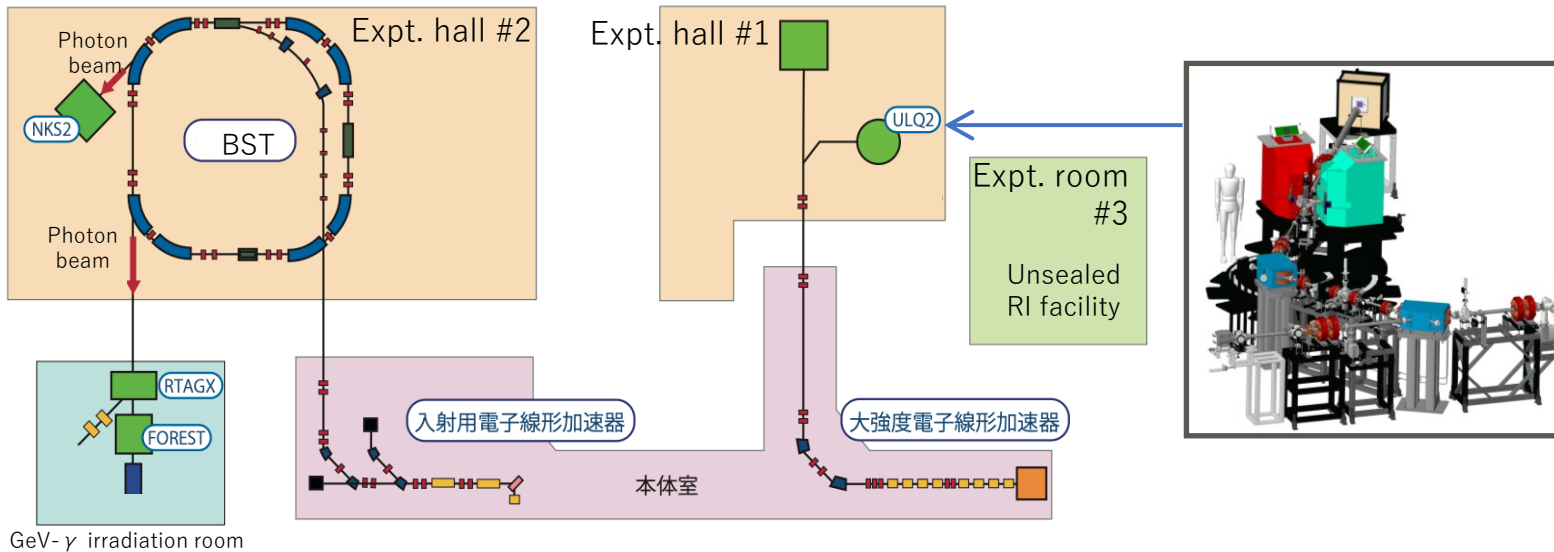 Expt. hall #2
Photon
beam
NKS2
BST
Photon
beam
RTAGX
FOREST
GeV-γ irradiation room
Expt. hall #1
ULQ2
Expt. room
#3
Unsealed
RI facility
入射用電子線形加速器
大強度電子線形加速器
本体室